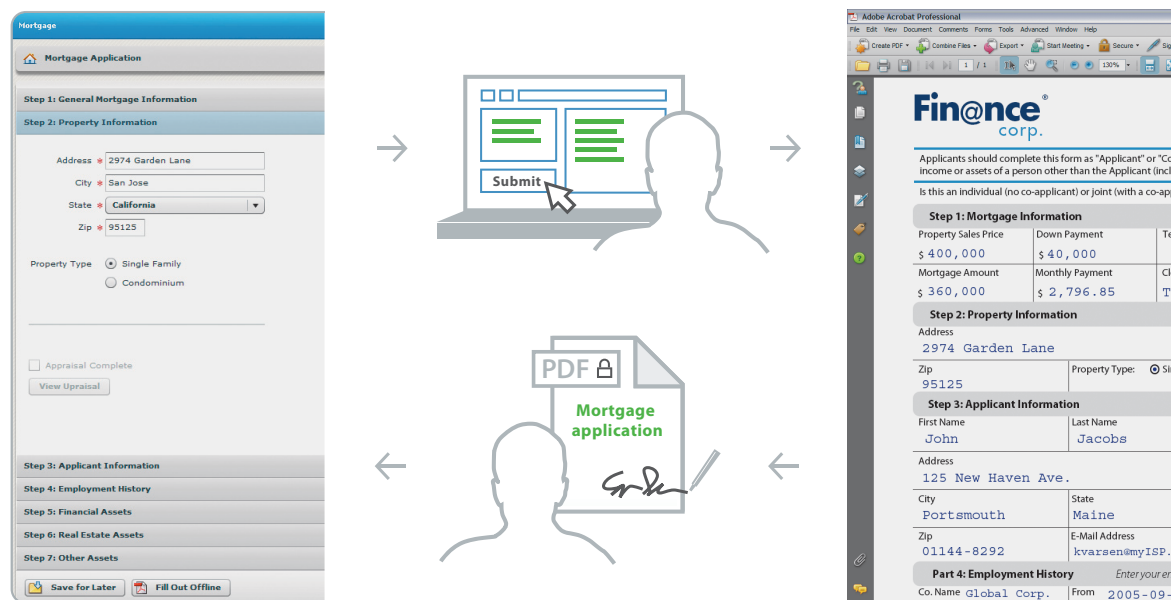 Mortgage
Mortgage Application
Step 1: General Mortgage Information
Step 2: Property Information
Address * 2974 Garden Lane
City * San Jose
State * California
Zip * 95125
Property Type Single Family
Condominium
Appraisal Complete
View Upraisal
Step 3: Applicant Information
Step 4: Employment History
Step 5: Financial Assets
Step 6: Real Estate Assets
Step 7: Other Assets
Save for Later Fill Out Offline
Submit
PDF
Mortgage
application
Adobe Acrobat Professional
File Edit View Document Comments Forms Tools Advanced Window Help
Create PDF Combine Files Export Start Meeting Secure
1 / 1 130%
Fin@nce®
corp.
Applicants should complete this form as "Applicant" or
income or assets of a person other than the Applicant
Is this an individual (no co-applicant) or joint (with a
Step 1: Mortgage Information
Property Sales Price Down Payment
$ 400,000 $ 40,000
Mortgage Amount Monthly Payment
$ 360,000 $ 2,796.85
Step 2: Property Information
Address
2974 Garden Lane
Zip Property Type:
95125
Step 3: Applicant Information
First Name Last Name
John Jacobs
Address
125 New Haven Ave.
City State
Portsmouth Maine
Zip E-Mail Address
01144-8292 kvarsen@myISP.
Part 4: Employment History Enter your
Co. Name Global Corp. From 2005-09-